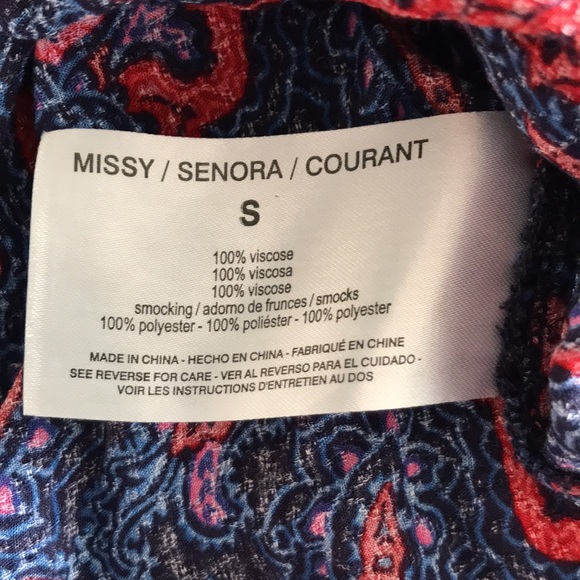 MISSY / SENORA / COURANT
S
100% viscose
100% viscosa
100% viscose
smocking / adorno de frunces / smocks
100% polyester - 100% poliéster - 100% polyester
MADE IN CHINA - HECHO EN CHINA - FABRIQUÉ EN CHINE
SEE REVERSE FOR CARE - VER AL REVERSO PARA EL CUIDADO -
VOIR LES INSTRUCTIONS D'ENTRETIEN AU DOS